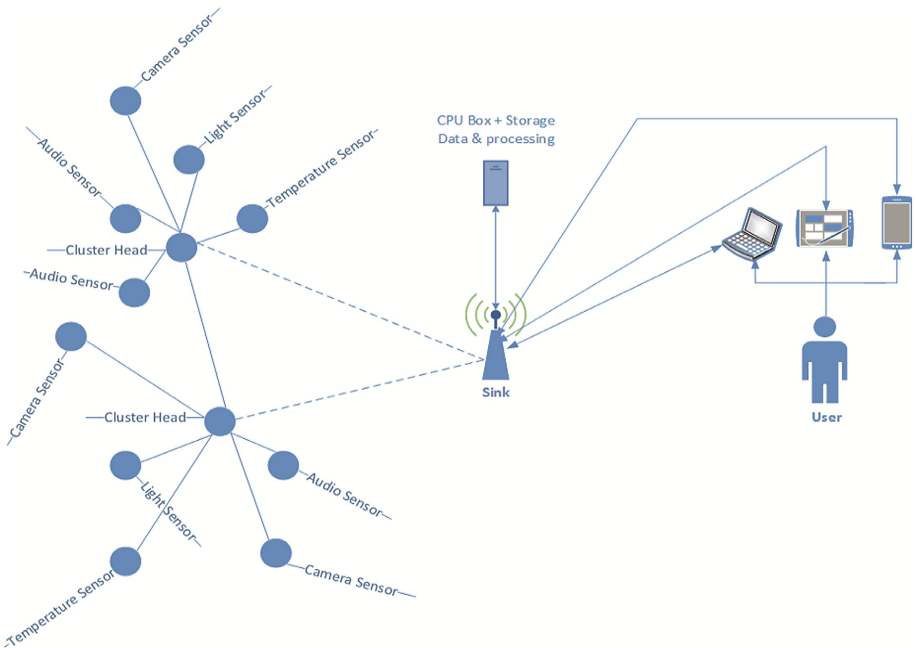 Camera Sensor
Light Sensor
Audio Sensor
Temperature Sensor
Cluster Head
Audio Sensor
Camera Sensor
Cluster Head
Light Sensor
Audio Sensor
Temperature Sensor
Camera Sensor
CPU Box + Storage
Data & processing
Sink
User